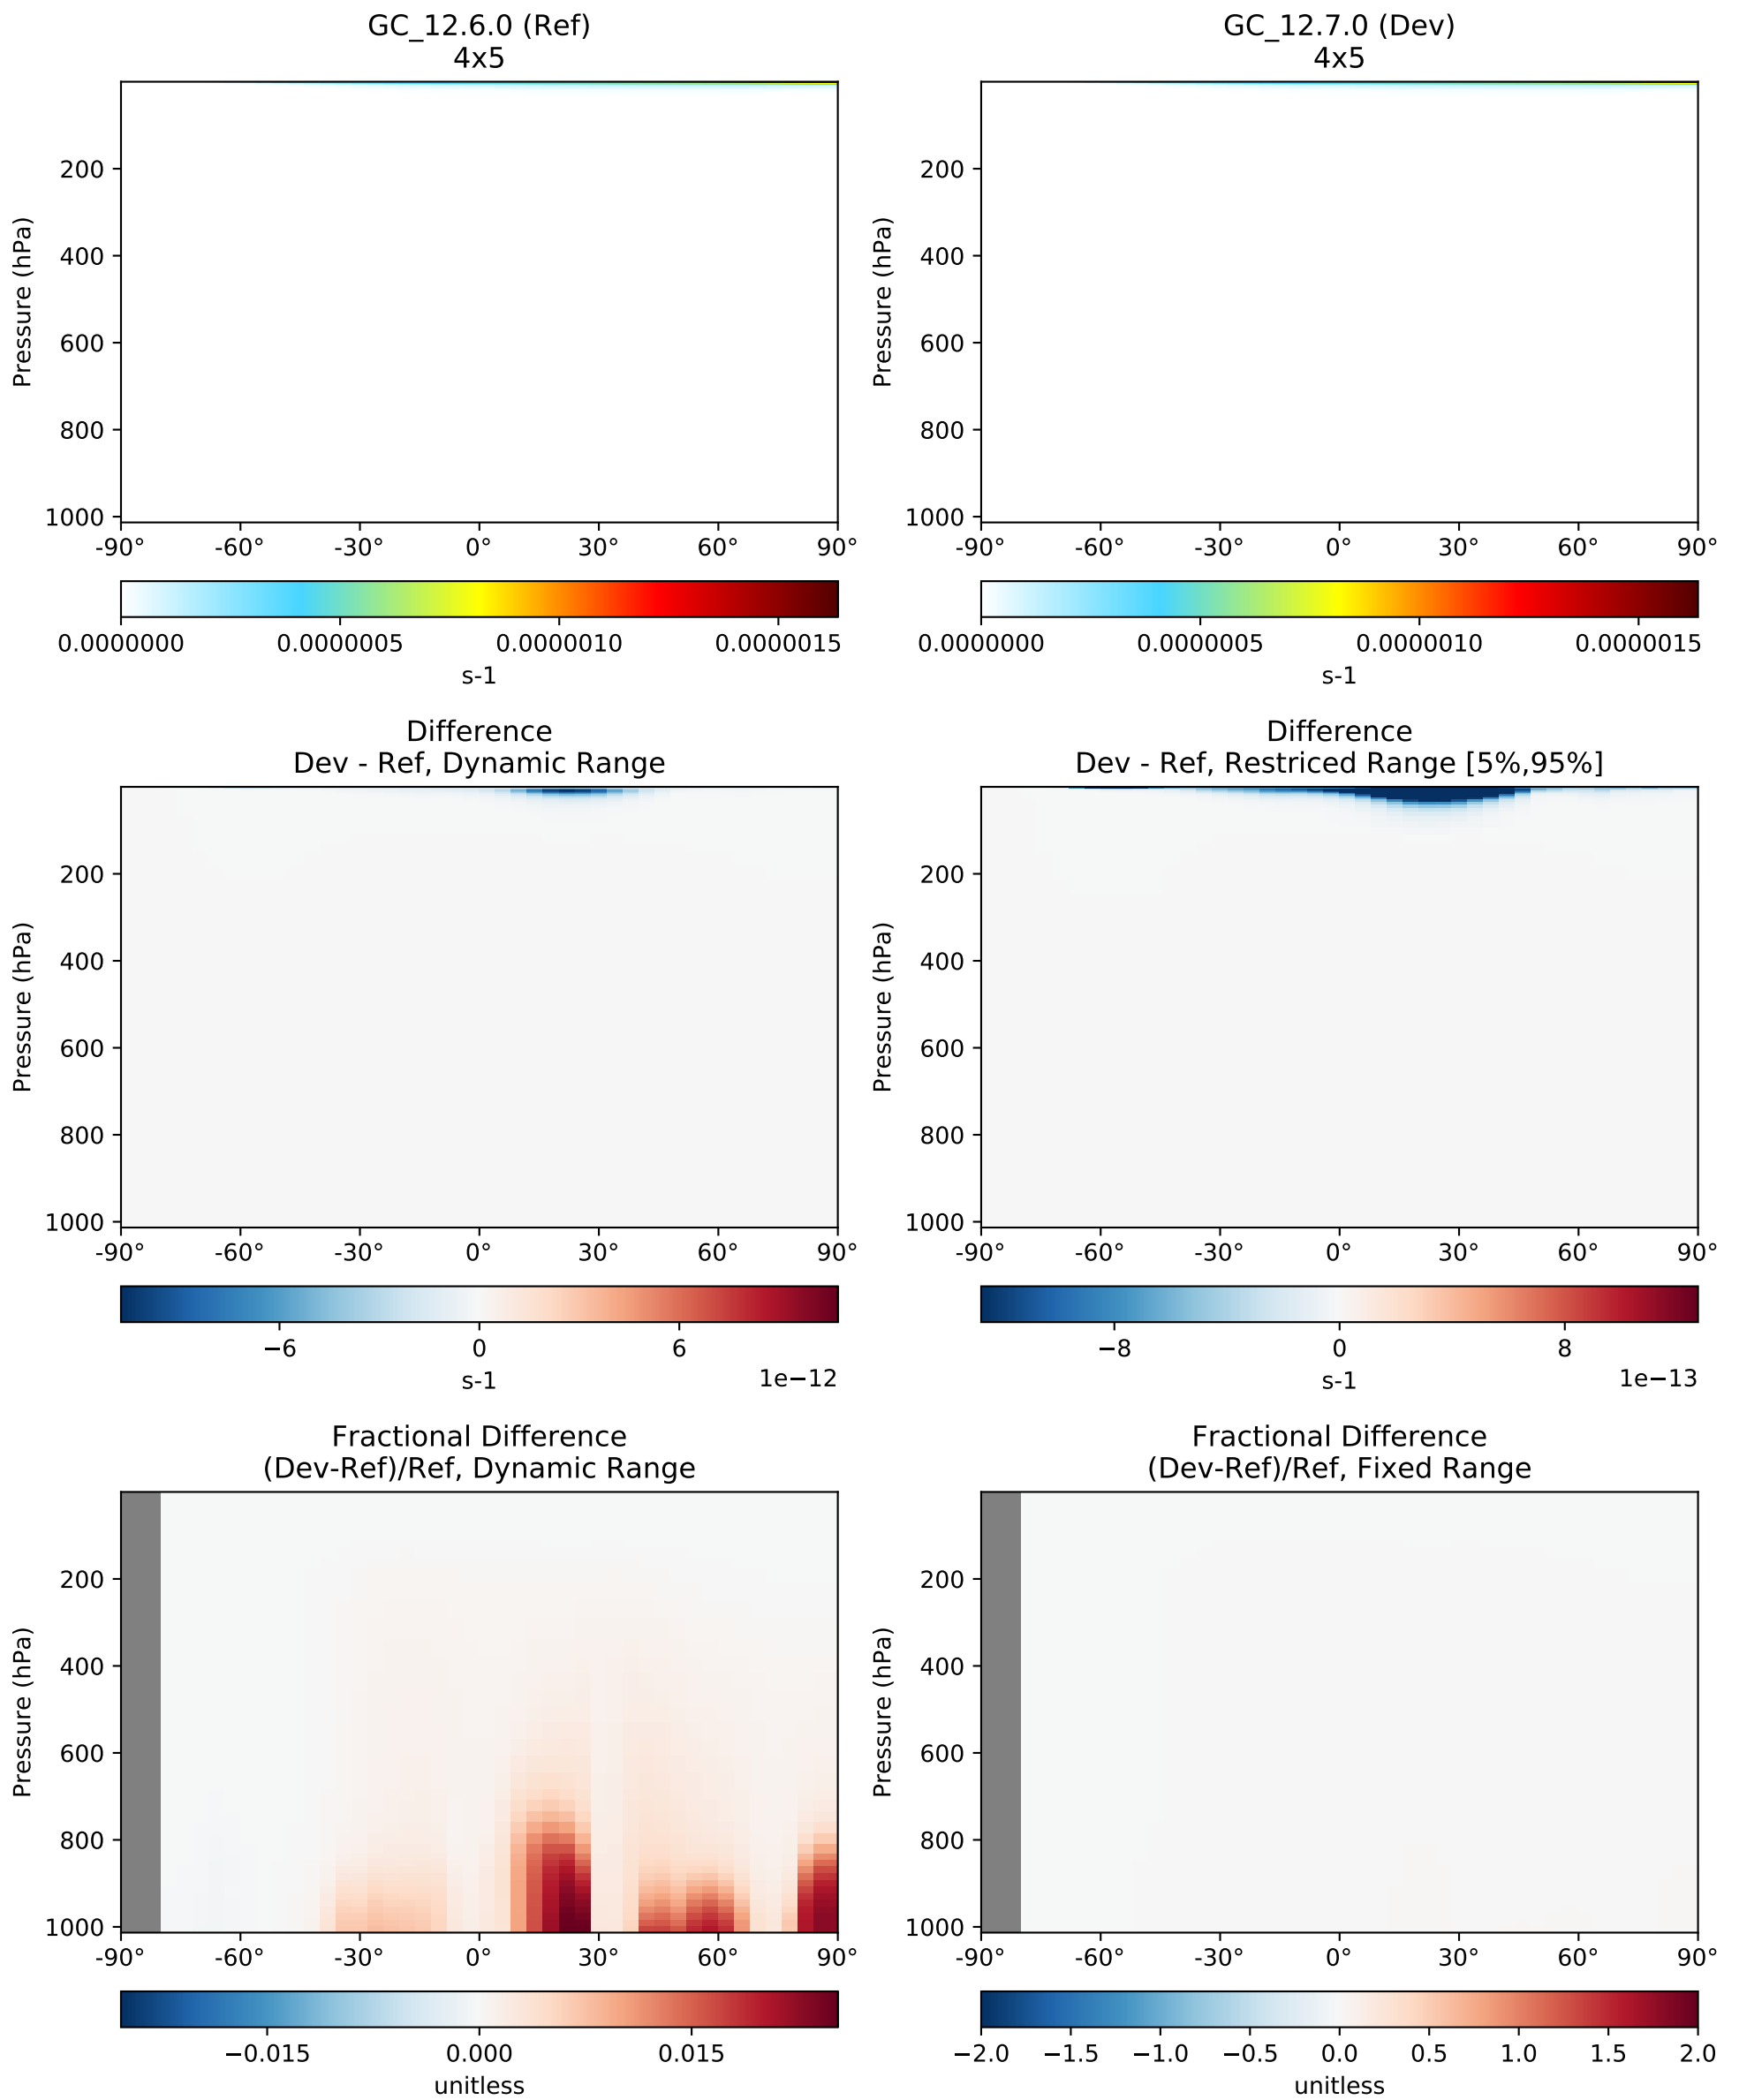 GC_12.6.0 (Ref)
4x5
Pressure (hPa)
200
400
600
800
1000
-90° -60° -30° 0° 30° 60° 90°
0.0000000 0.0000005 0.0000010 0.0000015
s-1
GC_12.7.0 (Dev)
4x5
Pressure (hPa)
200
400
600
800
1000
-90° -60° -30° 0° 30° 60° 90°
0.0000000 0.0000005 0.0000010 0.0000015
s-1
Difference
Dev - Ref, Dynamic Range
Pressure (hPa)
200
400
600
800
1000
-90° -60° -30° 0° 30° 60° 90°
−6 0 6
1e−12
s-1
Difference
Dev - Ref, Restriced Range [5%,95%]
Pressure (hPa)
200
400
600
800
1000
-90° -60° -30° 0° 30° 60° 90°
−8 0 8
1e−13
s-1
Fractional Difference
(Dev-Ref)/Ref, Dynamic Range
Pressure (hPa)
200
400
600
800
1000
-90° -60° -30° 0° 30° 60° 90°
−0.015 0.000 0.015
unitless
Fractional Difference
(Dev-Ref)/Ref, Fixed Range
Pressure (hPa)
200
400
600
800
1000
-90° -60° -30° 0° 30° 60° 90°
−2.0 −1.5 −1.0 −0.5 0.0 0.5 1.0 1.5 2.0
unitless